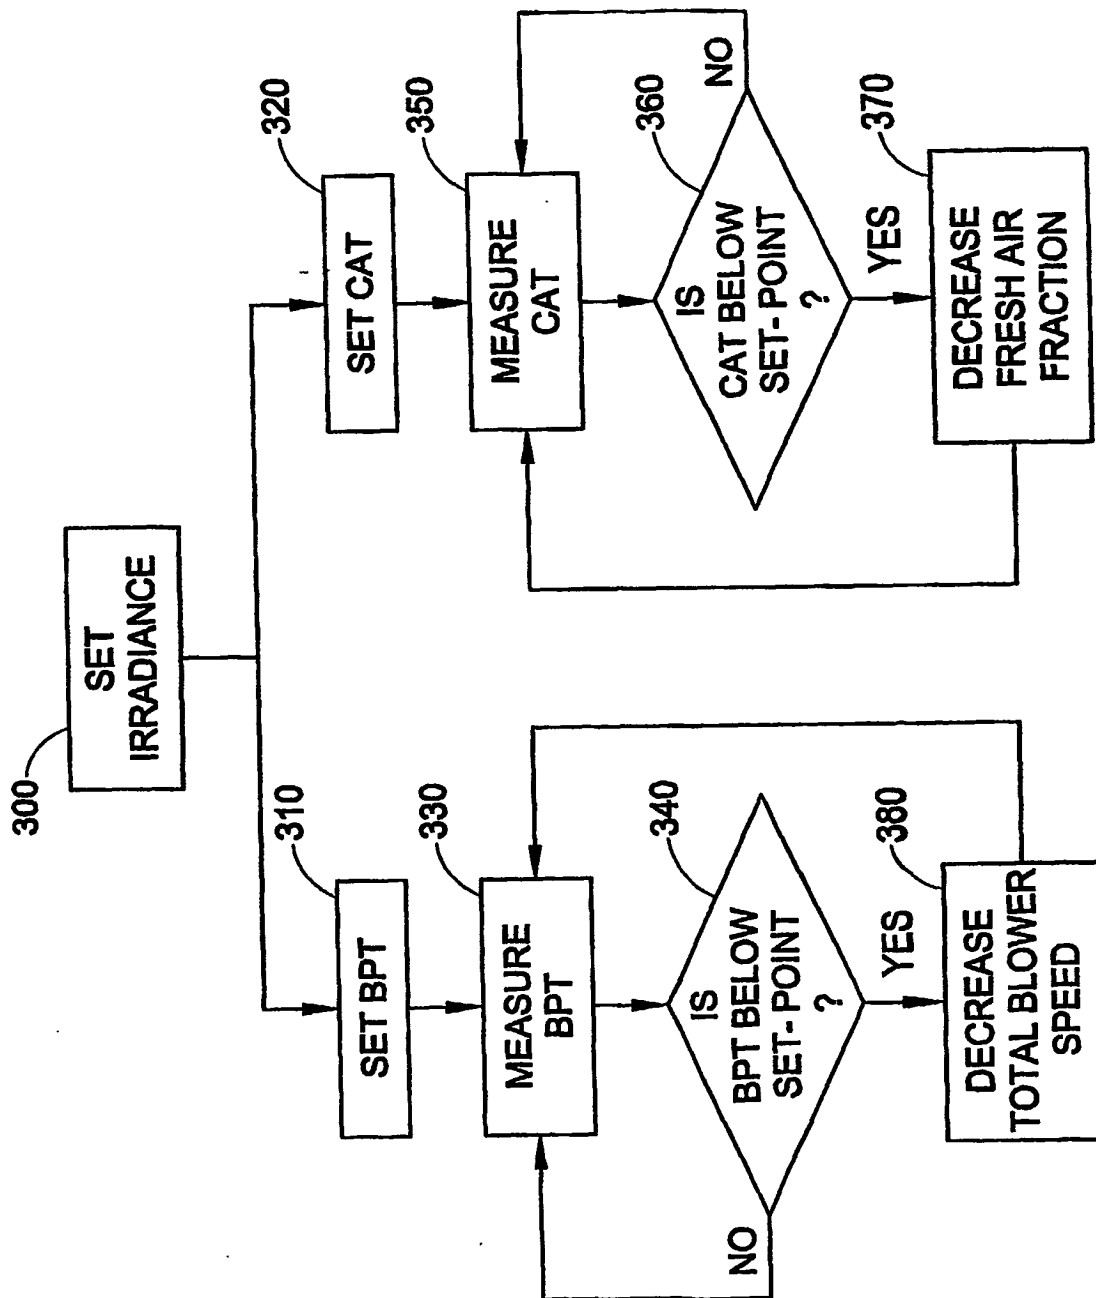 300
SET
IRRADIANCE
310
SET BPT
330
MEASURE
BPT
340
IS
BPT BELOW
SET- POINT
?
NO
YES
380
DECREASE
TOTAL BLOWER
SPEED
320
SET CAT
350
MEASURE
CAT
360
IS
CAT BELOW
SET- POINT
?
NO
YES
370
DECREASE
FRESH AIR
FRACTION